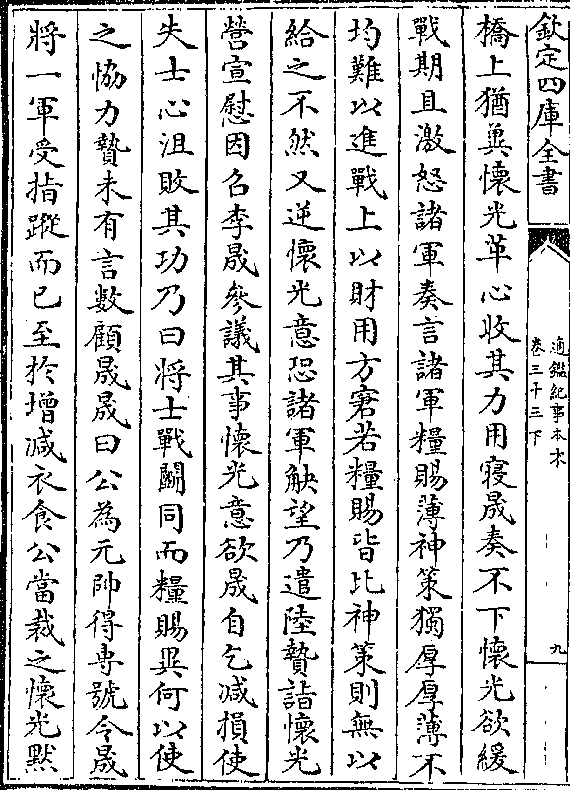 欽定四庫全書
通鑑紀事本末
卷三十三下
九
橋上猶兾懷光革心收其力用寢晟奏不下懷光欲緩
戰期且激怒諸軍奏言諸軍糧賜薄神策獨厚厚薄不
均難以進戰上以財用方窘若糧賜皆比神策則無以
給之不然又逆懷光意恐諸軍觖望乃遣陸贄詣懷光
營宣慰因召李晟參議其事懷光意欲晟自乞減損使
失士心沮敗其功乃曰將士戰鬬同而糧賜異何以使
之恊力贄未有言數顧晟晟曰公為元帥得専號令晟
將一軍受指蹤而已至於增減衣食公當裁之懷光黙